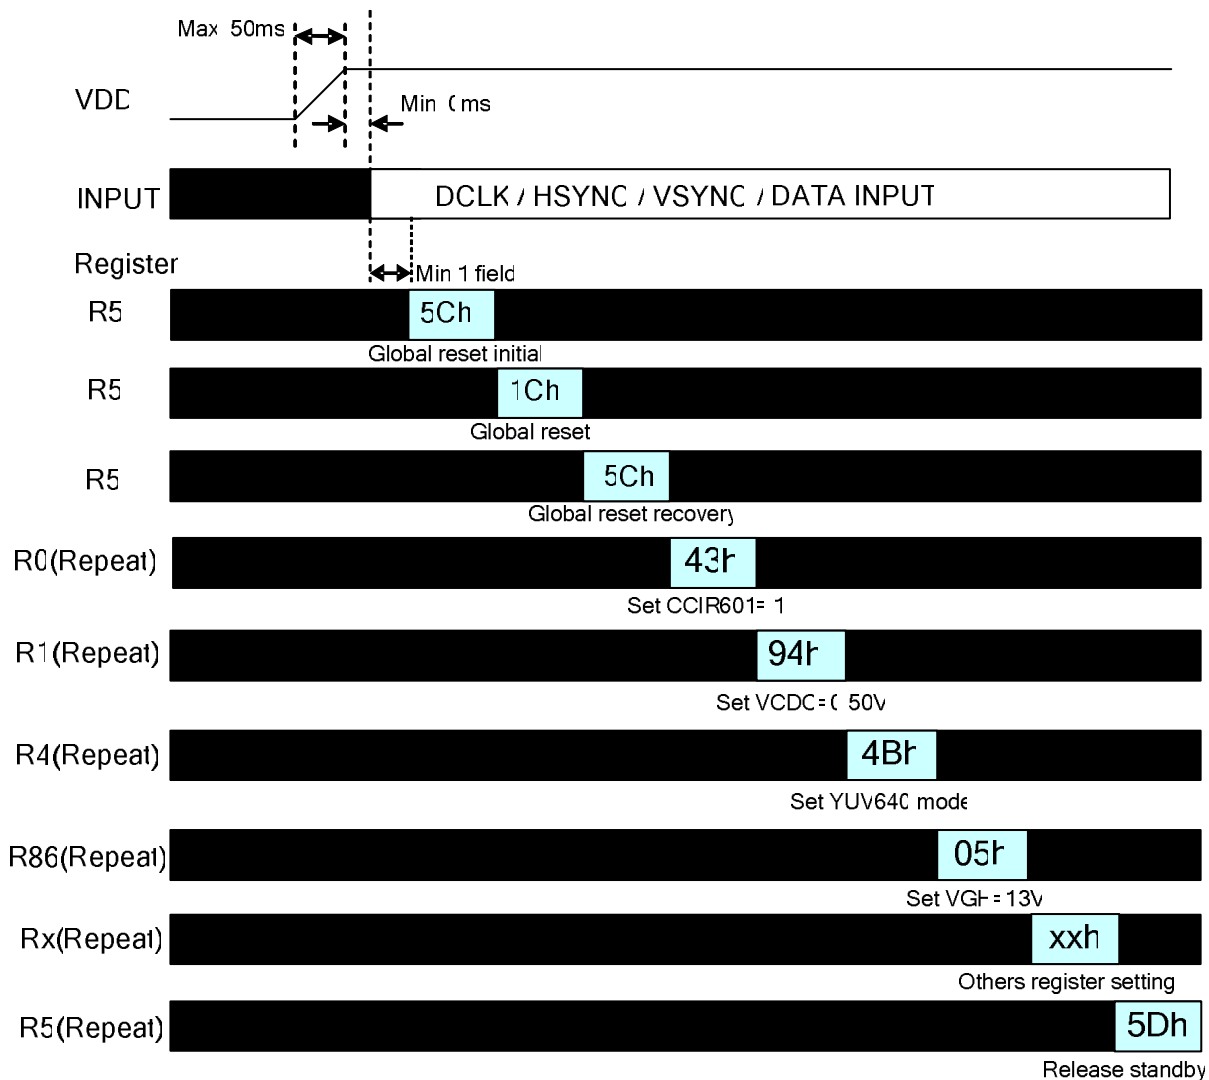 Max 50ms
VDD
Min 0ms
INPUT
DCLK / HSYNC / VSYNC / DATA INPUT
Register
Min 1 field
R5
5Ch
Global reset initial
R5
1Ch
Global reset
R5
5Ch
Global reset recovery
R0(Repeat)
43h
Set CCIR601= 1
R1(Repeat)
94h
Set VCDC=0 50V
R4(Repeat)
4Bh
Set YUV640 mode
R86(Repeat)
05h
Set VGH=13V
Rx(Repeat)
xxh
Others register setting
R5(Repeat)
5Dh
Release standby